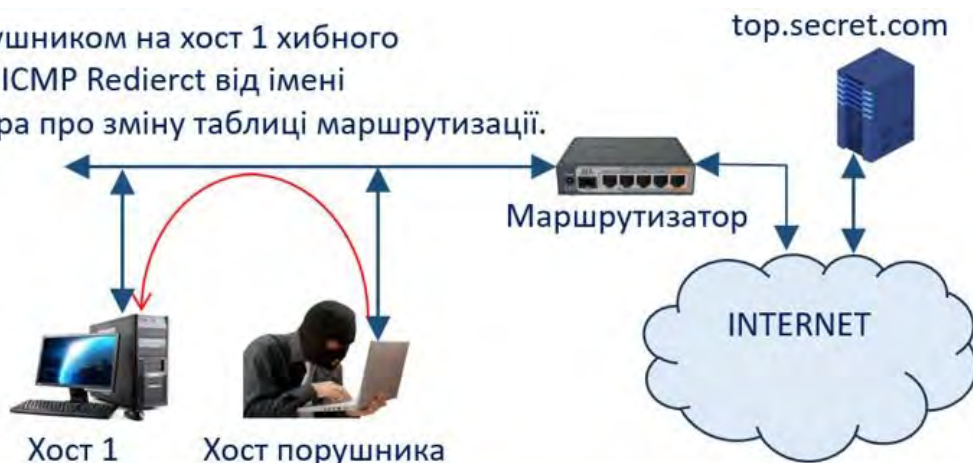 ушником на хост 1 хибного
ICMP Redierct від імені
ра про зміну таблиці маршрутизації.
top.secret.com
Маршрутизатор
INTERNET
Хост 1
Хост порушника